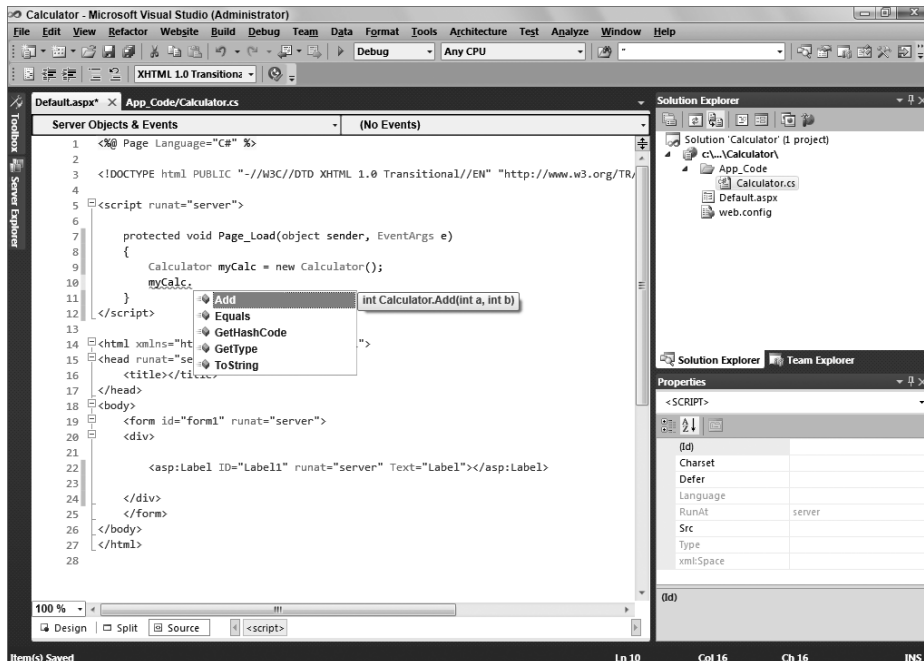 Calculator - Microsoft Visual Studio (Administrator)
File Edit View Refactor Website Build Debug Team Data Format Tools Architecture Test Analyze Window Help
Debug Any CPU
XHTML 1.0 Transitiona
Toolbox
Server Explorer
Default.aspx* App_Code/Calculator.cs
Server Objects & Events (No Events)
1 <%@ Page Language="C#" %>
2
3 <!DOCTYPE html PUBLIC "-//W3C//DTD XHTML 1.0 Transitional//EN" "http://www.w3.org/TR/
4
5 <script runat="server">
6
7 protected void Page_Load(object sender, EventArgs e)
8 {
9 Calculator myCalc = new Calculator();
10 myCalc.
11 }
12 </script>
13
14 <html xmlns="ht ">
15 <head runat="se
16 <title></title>
17 </head>
18 <body>
19 <form id="form1" runat="server">
20 <div>
21
22 <asp:Label ID="Label1" runat="server" Text="Label"></asp:Label>
23
24 </div>
25 </form>
26 </body>
27 </html>
28
Add
Equals
GetHashCode
GetType
ToString
int Calculator.Add(int a, int b)
100 %
Design Split Source <script>
Solution Explorer
Solution 'Calculator' (1 project)
c:\...\Calculator\
App_Code
Calculator.cs
Default.aspx
web.config
Solution Explorer Team Explorer
Properties
<SCRIPT>
(Id)
Charset
Defer
Language
RunAt server
Src
Type
xml:Space
(Id)
Item(s) Saved Ln 10 Col 16 Ch 16 INS